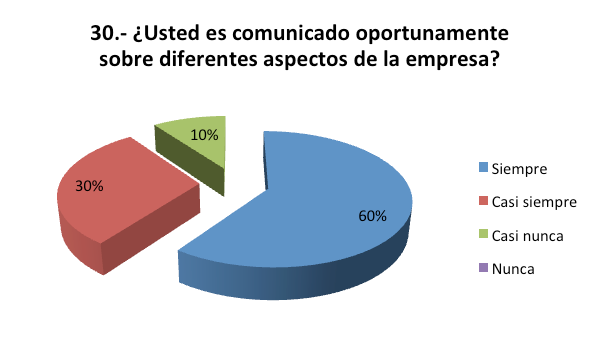 30.- ¿Usted es comunicado oportunamente
sobre diferentes aspectos de la empresa?
10%
30%
60%
Siempre
Casi siempre
Casi nunca
Nunca